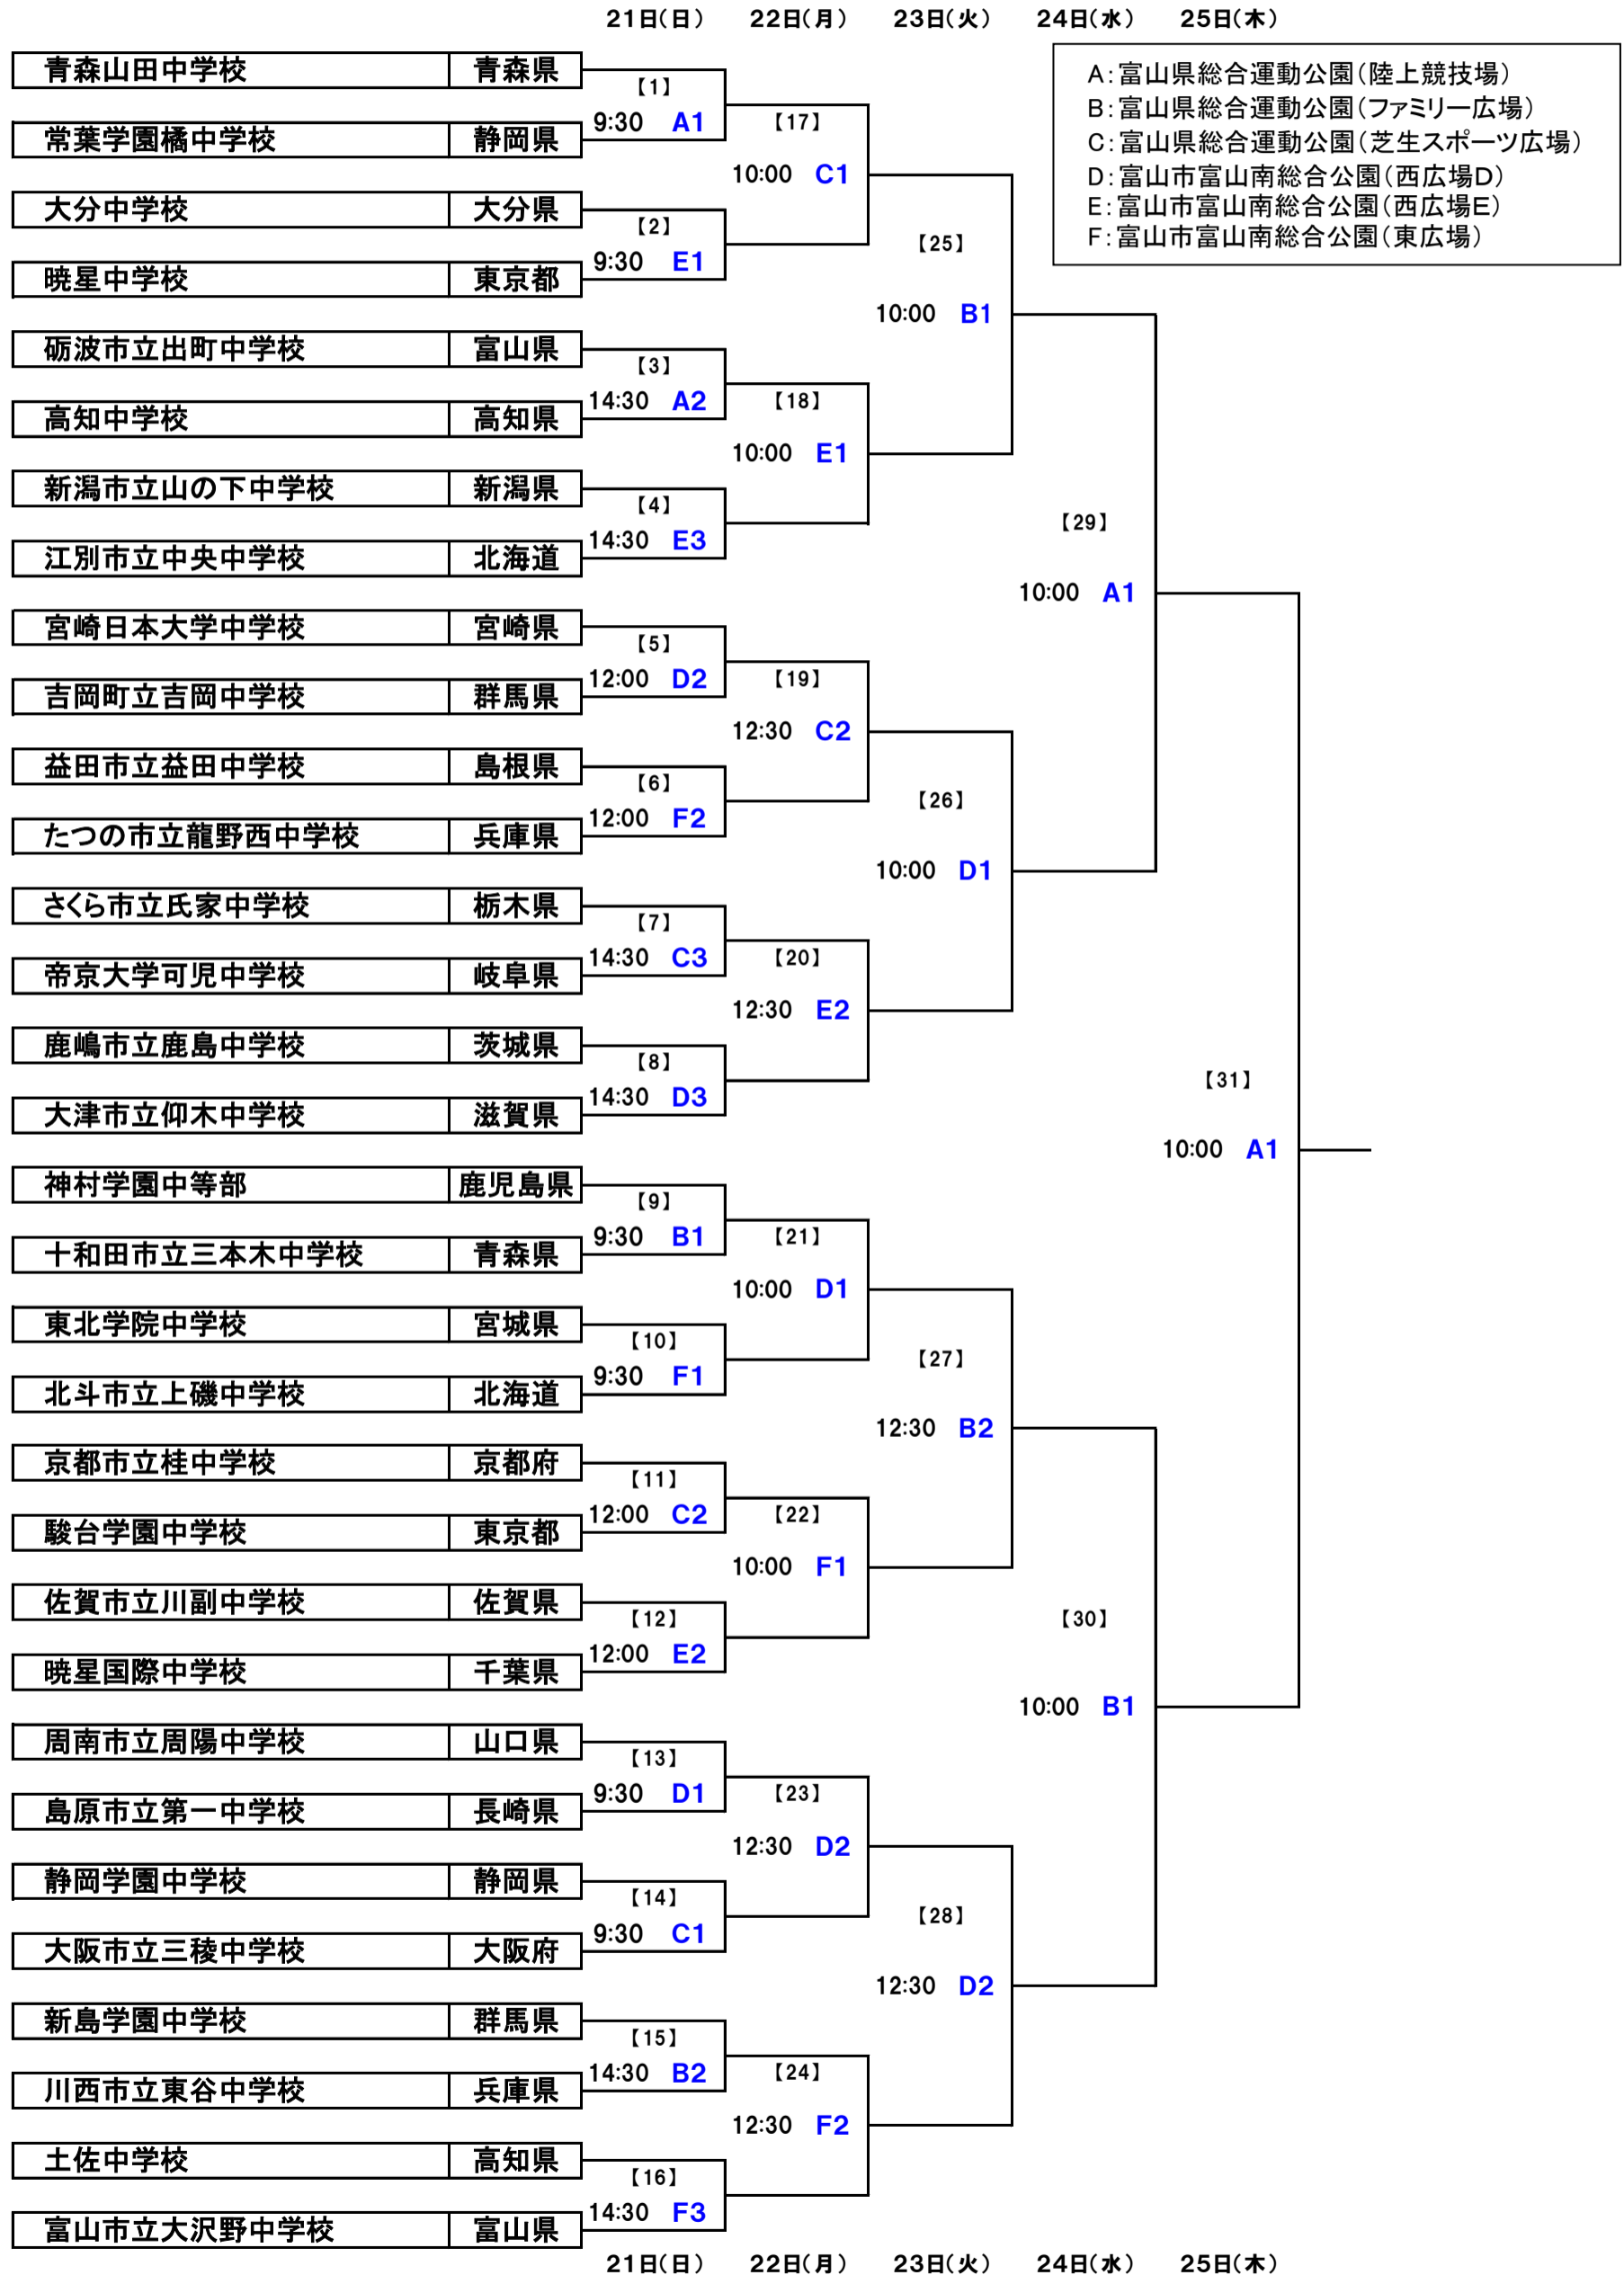 21日(日) 22日(月) 23日(火) 24日(水) 25日(木)
A:富山県総合運動公園(陸上競技場)
B:富山県総合運動公園(ファミリー広場)
C:富山県総合運動公園(芝生スポーツ広場)
D:富山市富山南総合公園(西広場D)
E:富山市富山南総合公園(西広場E)
F:富山市富山南総合公園(東広場)
青森山田中学校 青森県
【1】
9:30 A1
常葉学園橘中学校 静岡県
【17】
10:00 C1
大分中学校 大分県
【2】
9:30 E1
暁星中学校 東京都
【25】
10:00 B1
砺波市立出町中学校 富山県
【3】
14:30 A2
高知中学校 高知県
【18】
10:00 E1
新潟市立山の下中学校 新潟県
【4】
14:30 E3
江別市立中央中学校 北海道
【29】
10:00 A1
宮崎日本大学中学校 宮崎県
【5】
12:00 D2
吉岡町立吉岡中学校 群馬県
【19】
12:30 C2
益田市立益田中学校 島根県
【6】
12:00 F2
たつの市立龍野西中学校 兵庫県
【26】
10:00 D1
さくら市立氏家中学校 栃木県
【7】
14:30 C3
帝京大学可児中学校 岐阜県
【20】
12:30 E2
鹿嶋市立鹿島中学校 茨城県
【8】
14:30 D3
大津市立仰木中学校 滋賀県
【31】
10:00 A1
神村学園中等部 鹿児島県
【9】
9:30 B1
十和田市立三本木中学校 青森県
【21】
10:00 D1
東北学院中学校 宮城県
【10】
9:30 F1
北斗市立上磯中学校 北海道
【27】
12:30 B2
京都市立桂中学校 京都府
【11】
12:00 C2
駿台学園中学校 東京都
【22】
10:00 F1
佐賀市立川副中学校 佐賀県
【12】
12:00 E2
暁星国際中学校 千葉県
【30】
10:00 B1
周南市立周陽中学校 山口県
【13】
9:30 D1
島原市立第一中学校 長崎県
【23】
12:30 D2
静岡学園中学校 静岡県
【14】
9:30 C1
大阪市立三稜中学校 大阪府
【28】
12:30 D2
新島学園中学校 群馬県
【15】
14:30 B2
川西市立東谷中学校 兵庫県
【24】
12:30 F2
土佐中学校 高知県
【16】
14:30 F3
富山市立大沢野中学校 富山県
21日(日) 22日(月) 23日(火) 24日(水) 25日(木)